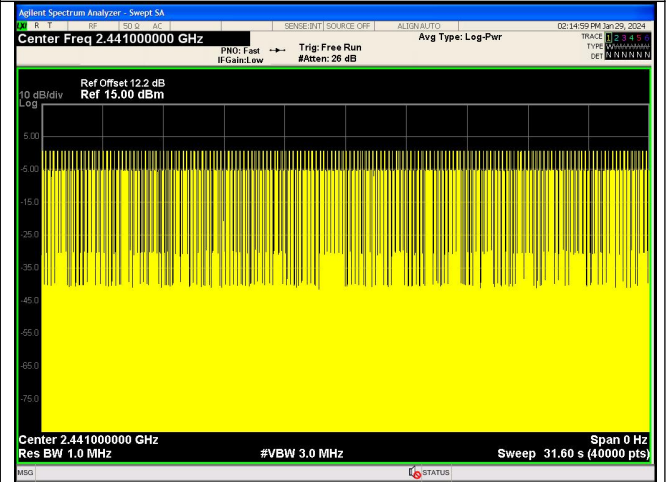 Agilent Spectrum Analyzer - Swept SA
R T RF 50 Ω AC SENSE:INT SOURCE OFF ALIGN AUTO 02:14:59 PM Jan 29, 2024
Center Freq 2.441000000 GHz Avg Type: Log-Pwr TRACE 1 2 3 4 5 6
PNO: Fast Trig: Free Run TYPE
IFGain:Low #Atten: 26 dB DET N N N N N N
Ref Offset 12.2 dB
10 dB/div Ref 15.00 dBm
Log
5.00
-5.00
-15.0
-25.0
-35.0
-45.0
-55.0
-65.0
-75.0
Center 2.441000000 GHz Span 0 Hz
Res BW 1.0 MHz #VBW 3.0 MHz Sweep 31.60 s (40000 pts)
MSG STATUS